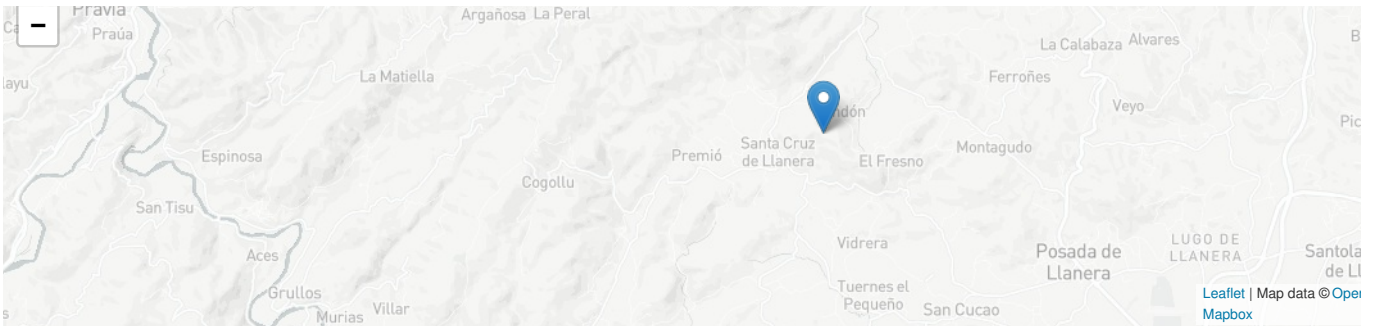 Pravia
Argañosa La Peral
Praúa
La Calabaza Alvares
La Matiella
Ferroñes
Veyo
Santa Cruz
de Llanera
Premió
El Fresno
Montagudo
Espinosa
Cogollu
San Tisu
Vidrera
Posada de
Llanera
LUGO DE
LLANERA
Aces
Grullos
Murias
Villar
Tuernes el
Pequeño
San Cucao
−
Leaflet | Map data ©
Mapbox